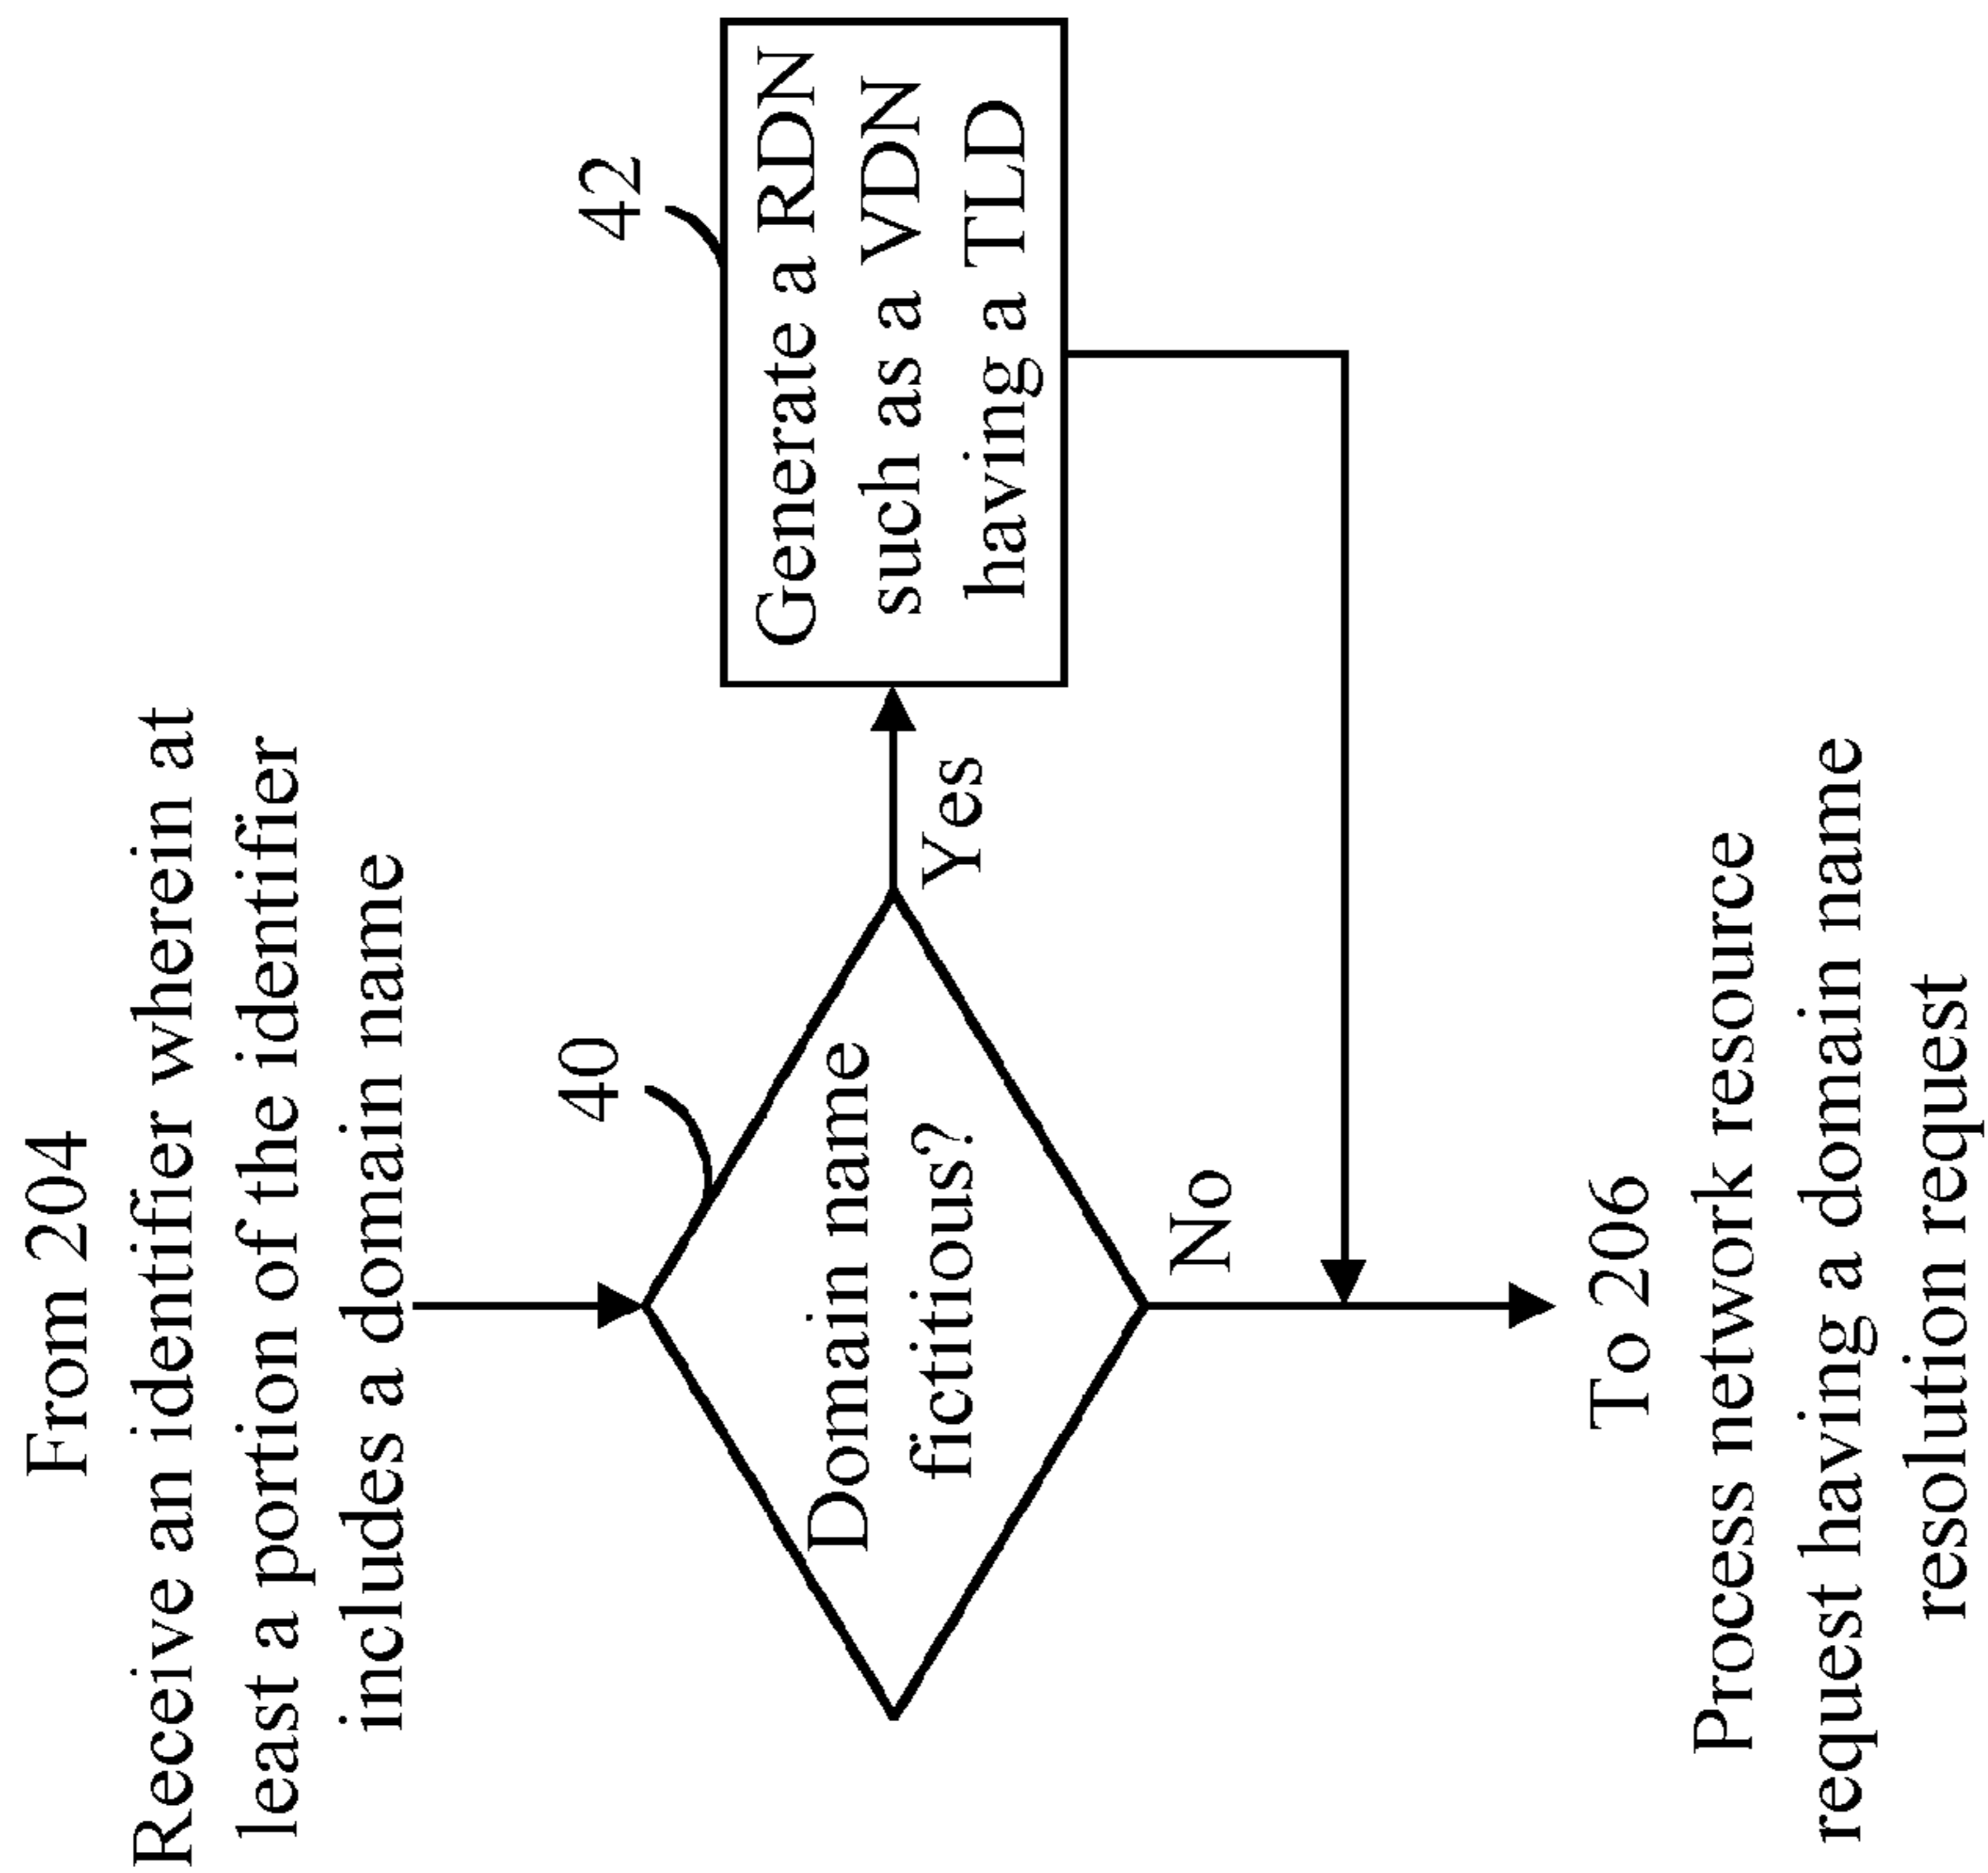 From 204
Receive an identifier wherein at
least a portion of the identifier
includes a domain name
40
Domain name
fictitious?
Yes
42
Generate a RDN
such as a VDN
having a TLD
No
To 206
Process network resource
request having a domain name
resolution request